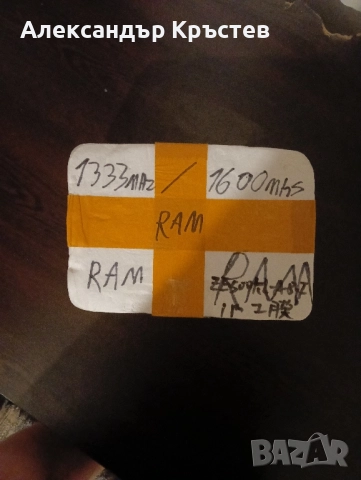 Александър Кръстев
1333MHz / 1600MHs
RAM
RAM RAM
BAZAR